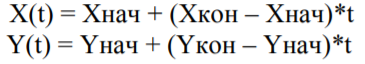 X(t) = Xнач + (Xкон – Xнач)*t
Y(t) = Yнач + (Yкон – Yнач)*t